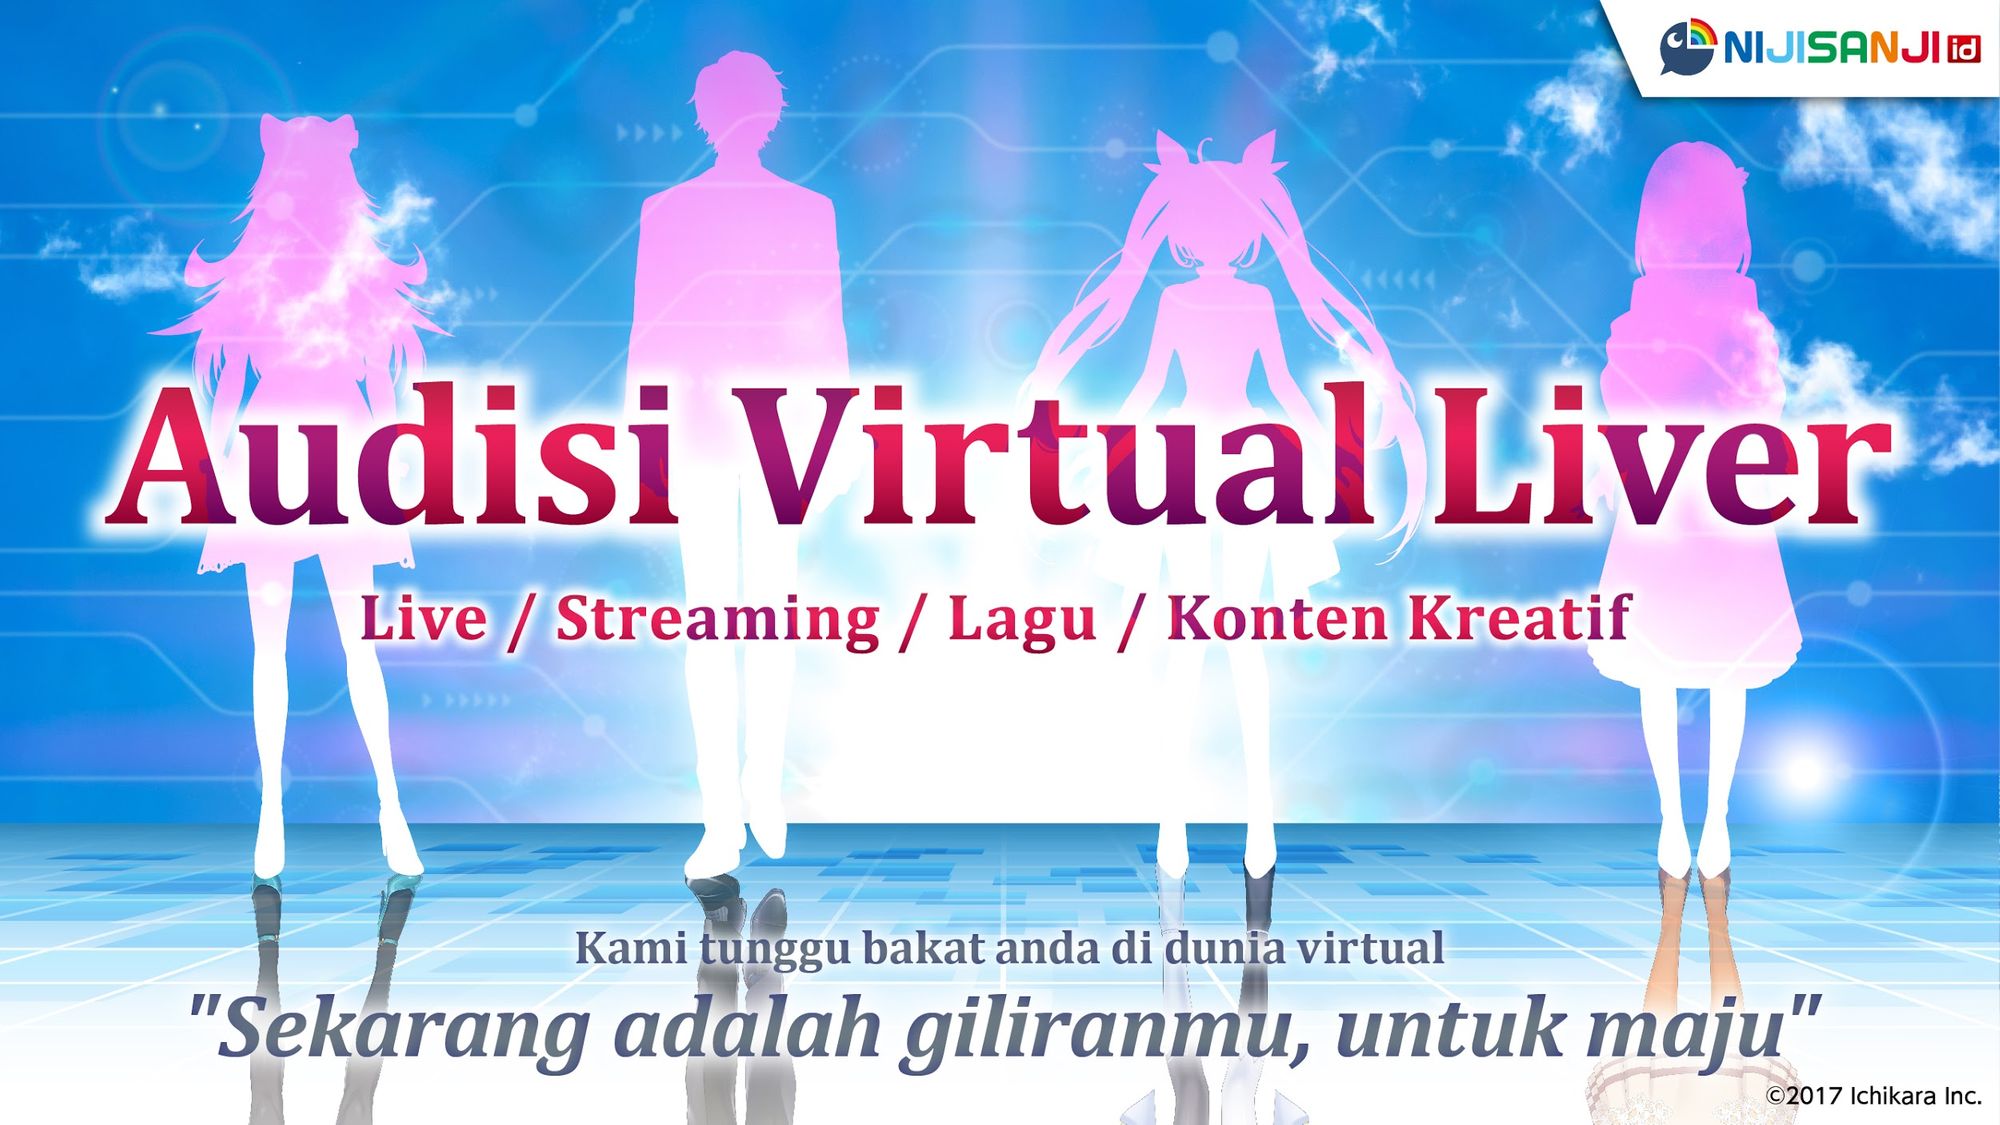 NIJISANJI id
Audisi Virtual Liver
Live / Streaming / Lagu / Konten Kreatif
Kami tunggu bakat anda di dunia virtual
"Sekarang adalah giliranmu, untuk maju"
©2017 Ichikara Inc.